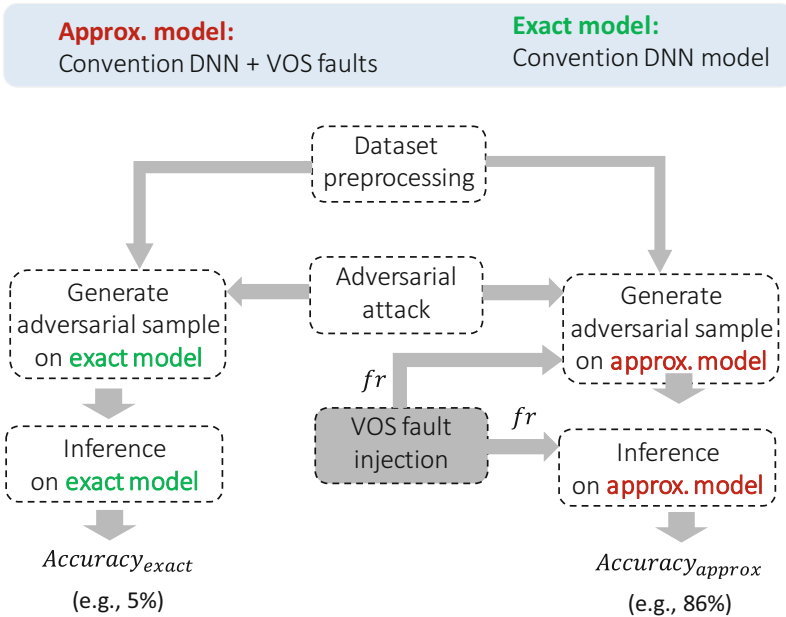 Approx. model:
Convention DNN + VOS faults
Exact model:
Convention DNN model
Dataset
preprocessing
Adversarial
attack
Generate
adversarial sample
on exact model
Generate
adversarial sample
on approx. model
fr
VOS fault
injection
fr
Inference
on exact model
Inference
on approx. model
Accuracy_exact
(e.g., 5%)
Accuracy_approx
(e.g., 86%)